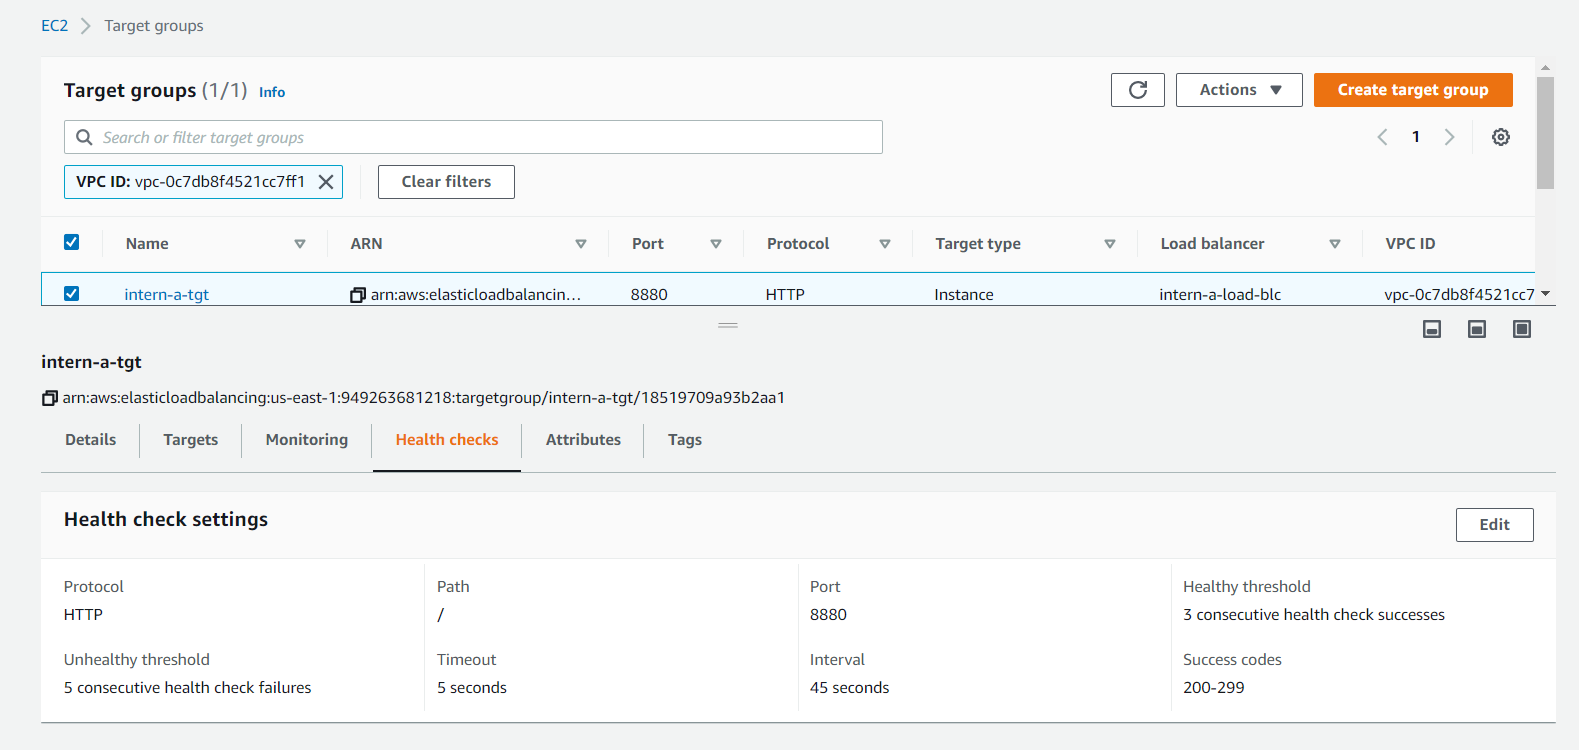 EC2 Target groups
Target groups (1/1) Info
Actions Create target group
Search or filter target groups
1
VPC ID: vpc-0c7db8f4521cc7ff1 Clear filters
Name ARN Port Protocol Target type Load balancer VPC ID
intern-a-tgt arn:aws:elasticloadbalancin... 8880 HTTP Instance intern-a-load-blc vpc-0c7db8f4521cc7
intern-a-tgt
arn:aws:elasticloadbalancing:us-east-1:949263681218:targetgroup/intern-a-tgt/18519709a93b2aa1
Details Targets Monitoring Health checks Attributes Tags
Health check settings
Edit
Protocol Path Port Healthy threshold
HTTP / 8880 3 consecutive health check successes
Unhealthy threshold Timeout Interval Success codes
5 consecutive health check failures 5 seconds 45 seconds 200-299